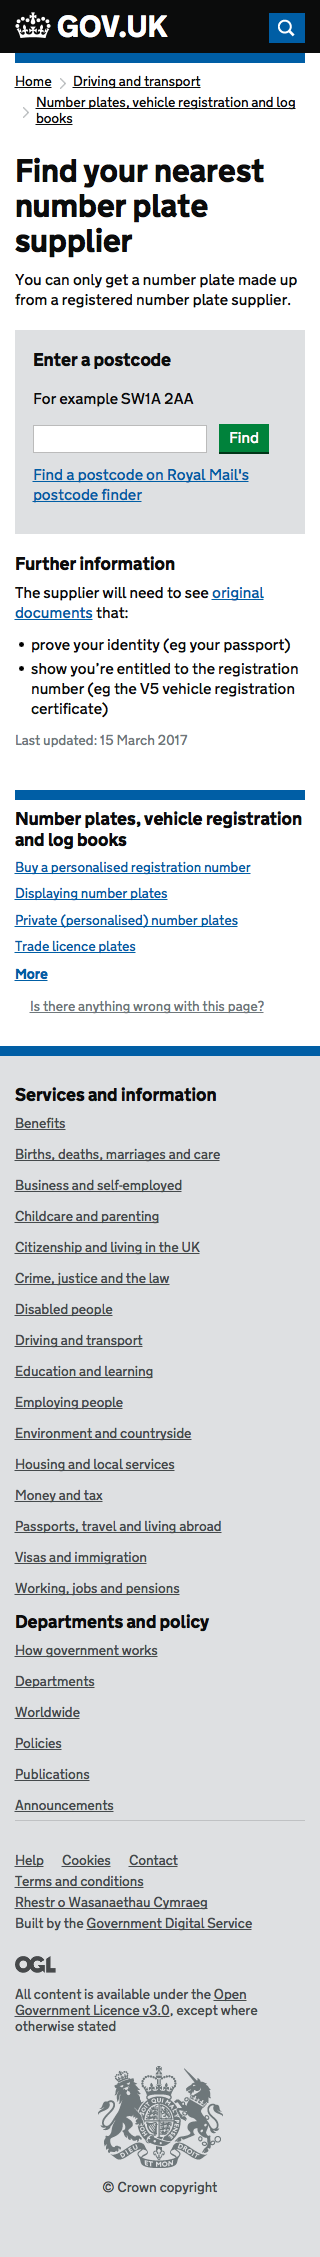 GOV.UK
Home
Driving and transport
Number plates, vehicle registration and log
books
Find your nearest
number plate
supplier
You can only get a number plate made up
from a registered number plate supplier.
Enter a postcode
For example SW1A 2AA
Find
Find a postcode on Royal Mail's
postcode finder
Further information
The supplier will need to see original
documents that:
• prove your identity (eg your passport)
• show you’re entitled to the registration
number (eg the V5 vehicle registration
certificate)
Last updated: 15 March 2017
Number plates, vehicle registration
and log books
Buy a personalised registration number
Displaying number plates
Private (personalised) number plates
Trade licence plates
More
Is there anything wrong with this page?
Services and information
Benefits
Births, deaths, marriages and care
Business and self-employed
Childcare and parenting
Citizenship and living in the UK
Crime, justice and the law
Disabled people
Driving and transport
Education and learning
Employing people
Environment and countryside
Housing and local services
Money and tax
Passports, travel and living abroad
Visas and immigration
Working, jobs and pensions
Departments and policy
How government works
Departments
Worldwide
Policies
Publications
Announcements
Help Cookies Contact
Terms and conditions
Rhestr o Wasanaethau Cymraeg
Built by the Government Digital Service
OGL
All content is available under the Open
Government Licence v3.0, except where
otherwise stated
DIEU ET MON DROIT
© Crown copyright